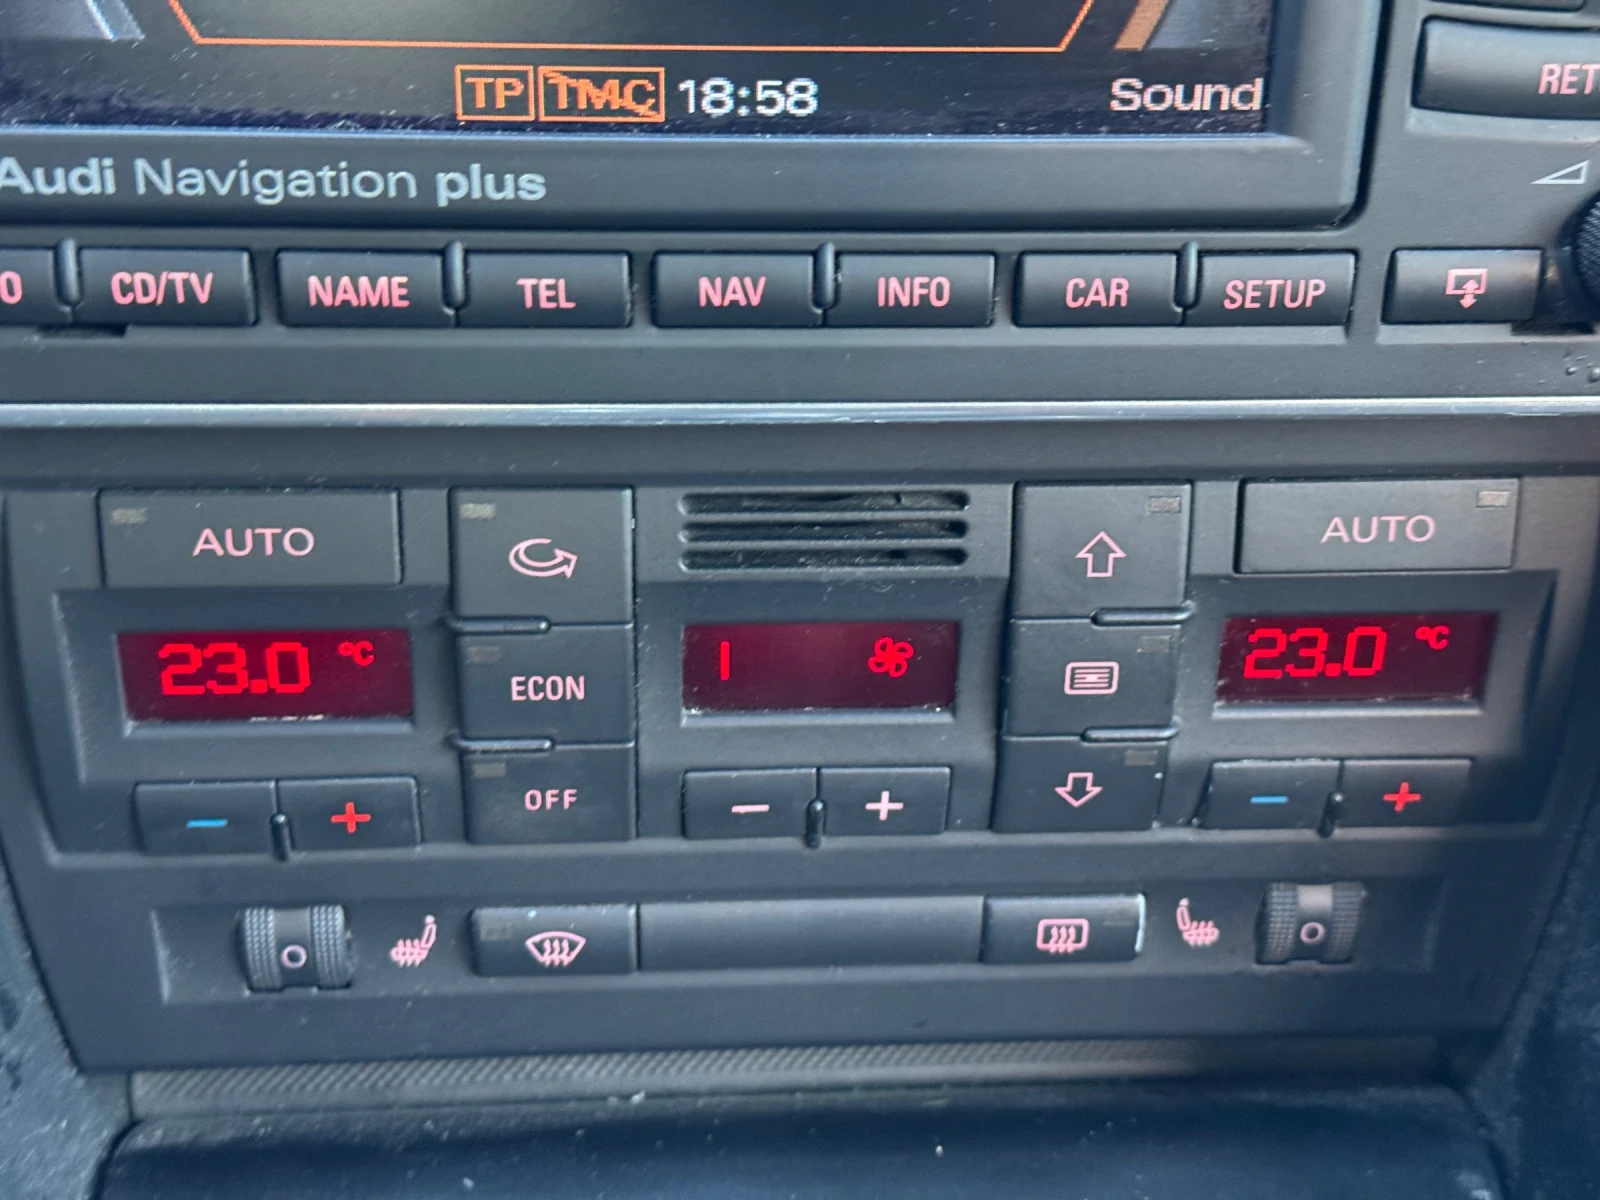 TP TMC 18:58 Sound
RET
Audi Navigation plus
CD/TV NAME TEL NAV INFO CAR SETUP
AUTO AUTO
23.0 °C 23.0 °C
ECON
OFF